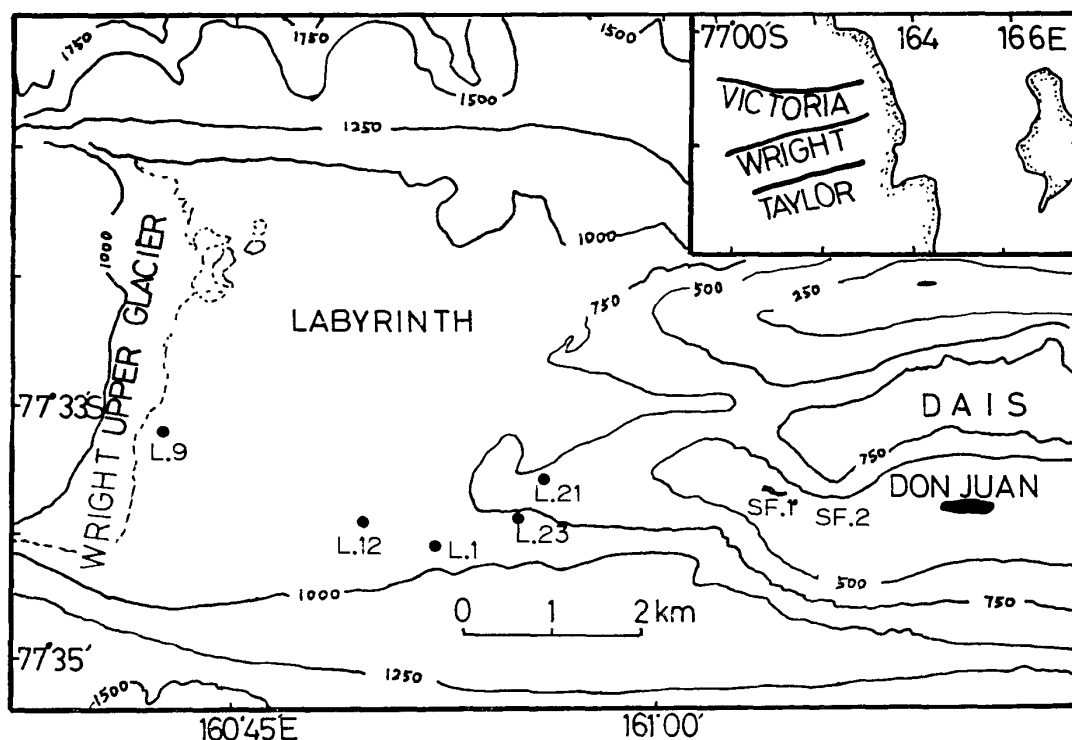 1750
1750
1500
1500
1250
1000
77°00'S
164
166E
VICTORIA
WRIGHT
TAYLOR
1000
WRIGHT UPPER GLACIER
LABYRINTH
750
500
250
77°33'S
L.9
DAIS
750
L.21
DON JUAN
SF.1
SF.2
L.12
L.1
L.23
500
1000
0 1 2 km
750
77°35'
1250
1500
160°45'E
161°00'